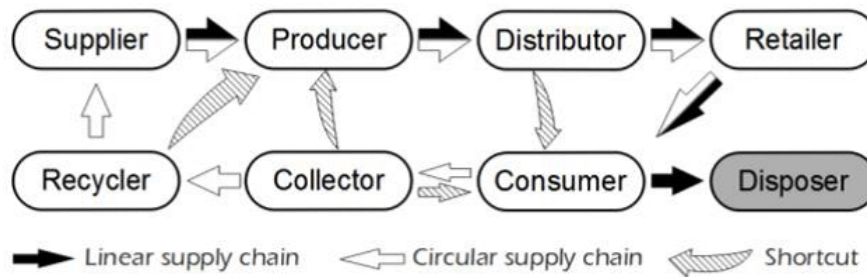 Supplier Producer Distributor Retailer
Recycler Collector Consumer Disposer
Linear supply chain Circular supply chain Shortcut